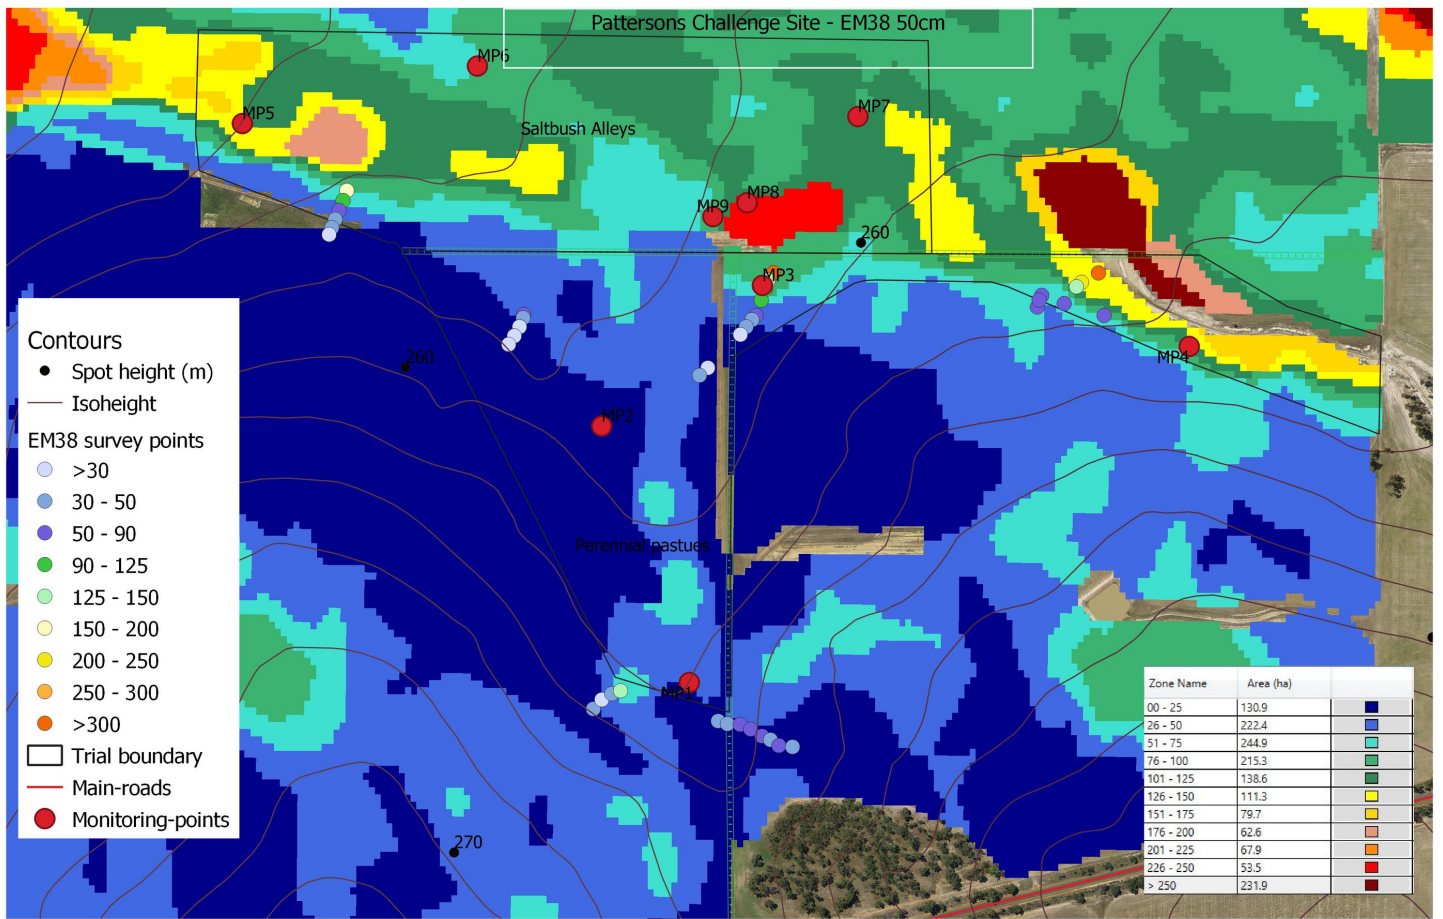 Pattersons Challenge Site - EM38 50cm
MP6
MP5
MP7
Saltbush Alleys
MP8
MP9
260
MP3
MP4
260
MP2
Perennial pastues
MP1
270
Contours
Spot height (m)
Isoheight
EM38 survey points
>30
30 - 50
50 - 90
90 - 125
125 - 150
150 - 200
200 - 250
250 - 300
>300
Trial boundary
Main-roads
Monitoring-points
Zone Name Area (ha)
00 - 25 130.9
26 - 50 222.4
51 - 75 244.9
76 - 100 215.3
101 - 125 138.6
126 - 150 111.3
151 - 175 79.7
176 - 200 62.6
201 - 225 67.9
226 - 250 53.5
> 250 231.9